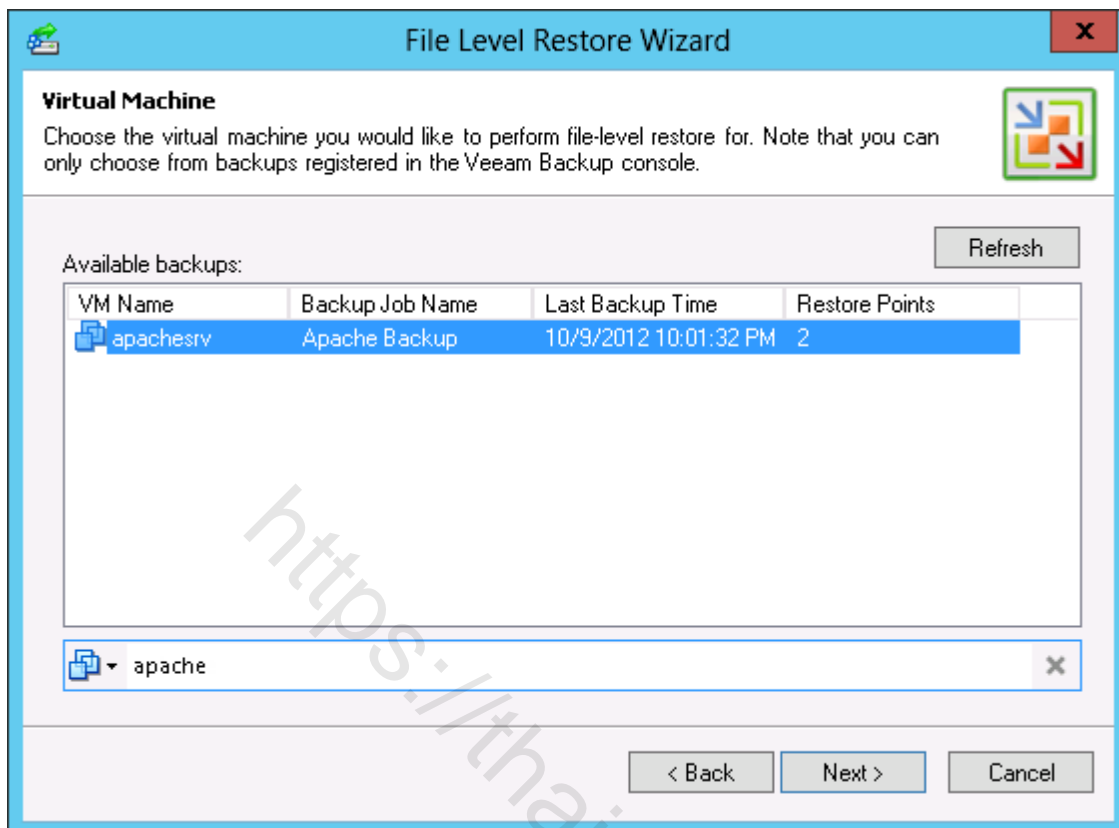 File Level Restore Wizard
x
Virtual Machine
Choose the virtual machine you would like to perform file-level restore for. Note that you can
only choose from backups registered in the Veeam Backup console.
Refresh
Available backups:
VM Name Backup Job Name Last Backup Time Restore Points
apachesrv Apache Backup 10/9/2012 10:01:32 PM 2
apache
< Back Next > Cancel
https://thai